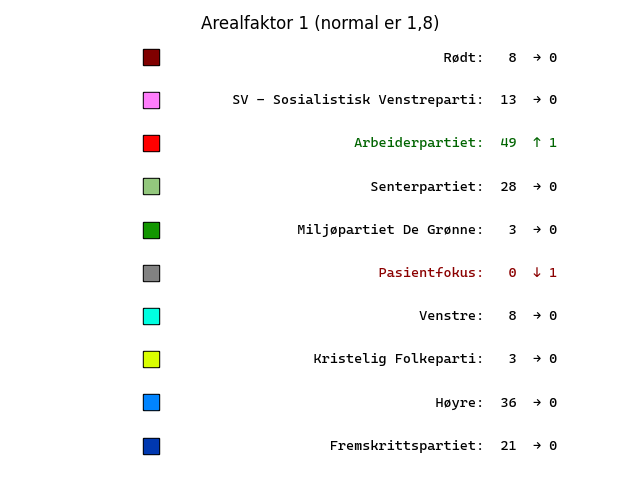 Arealfaktor 1 (normal er 1,8)
Rødt: 8 → 0
SV – Sosialistisk Venstreparti: 13 → 0
Arbeiderpartiet: 49 ↑ 1
Senterpartiet: 28 → 0
Miljøpartiet De Grønne: 3 → 0
Pasientfokus: 0 ↓ 1
Venstre: 8 → 0
Kristelig Folkeparti: 3 → 0
Høyre: 36 → 0
Fremskrittspartiet: 21 → 0